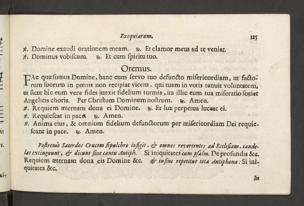 Exequiarum. 125
℣. Domine exaudi orationem meam. ℟. Et clamor meus ad te veniat.
℣. Dominus vobiscum. ℟. Et cum spiritu tuo.
Oremus.
FAc quæsumus Domine, hanc cum servo tuo defuncto misericordiam, ut facto-
rum suorum in pœnis non recipiat vicem, qui tuam in votis tenuit voluntatem,
ut sicut hic eum vera fides junxit fidelium turmis, ita illic eum tua miseratio societ
Angelicis choris. Per Christum Dominum nostrum. ℟. Amen.
℣. Requiem æternam dona ei Domine. ℟. Et lux perpetua luceat ei.
℣. Requiescat in pace. ℟. Amen.
℣. Anima ejus, & omnium fidelium defunctorum per misericordiam Dei requie-
scant in pace. ℟. Amen.
Postremò Sacerdos Crucem sepulchro infigit, & omnes revertentes ad Ecclesiam, cande-
las extinguunt, & dicunt sine cantu Antiph. Si iniquitates cum psalm. De profundis &c.
Requiem æternam dona eis Domine &c. & in fine repetitur tota Antiphona: Si ini-
quitates &c.